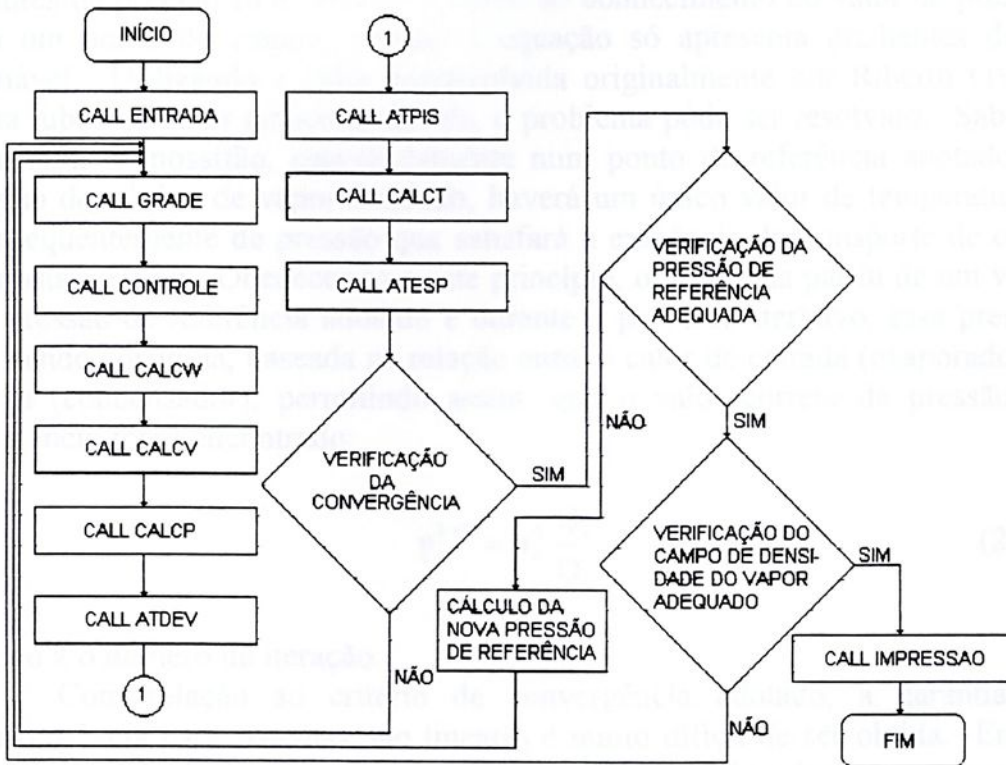 INÍCIO
CALL ENTRADA
CALL GRADE
CALL CONTROLE
CALL CALCW
CALL CALCV
CALL CALCP
CALL ATDEV
1
1
CALL ATPIS
CALL CALCT
CALL ATESP
VERIFICAÇÃO
DA
CONVERGÊNCIA
SIM
NÃO
CÁLCULO DA
NOVA PRESSÃO
DE REFERÊNCIA
VERIFICAÇÃO DA
PRESSÃO DE
REFERÊNCIA
ADEQUADA
NÃO
SIM
VERIFICAÇÃO DO
CAMPO DE DENSI-
DADE DO VAPOR
ADEQUADO
SIM
NÃO
CALL IMPRESSAO
FIM